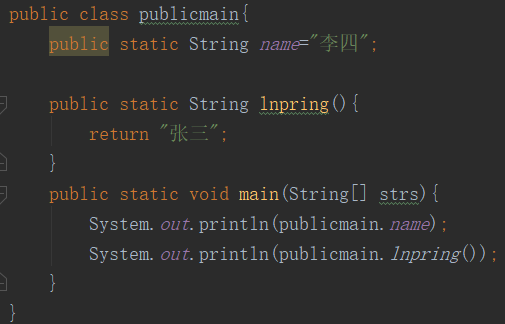 public class publicmain{
public static String name="李四";
public static String lnpring(){
return "张三";
}
public static void main(String[] strs){
System.out.println(publicmain.name);
System.out.println(publicmain.lnpring());
}
}